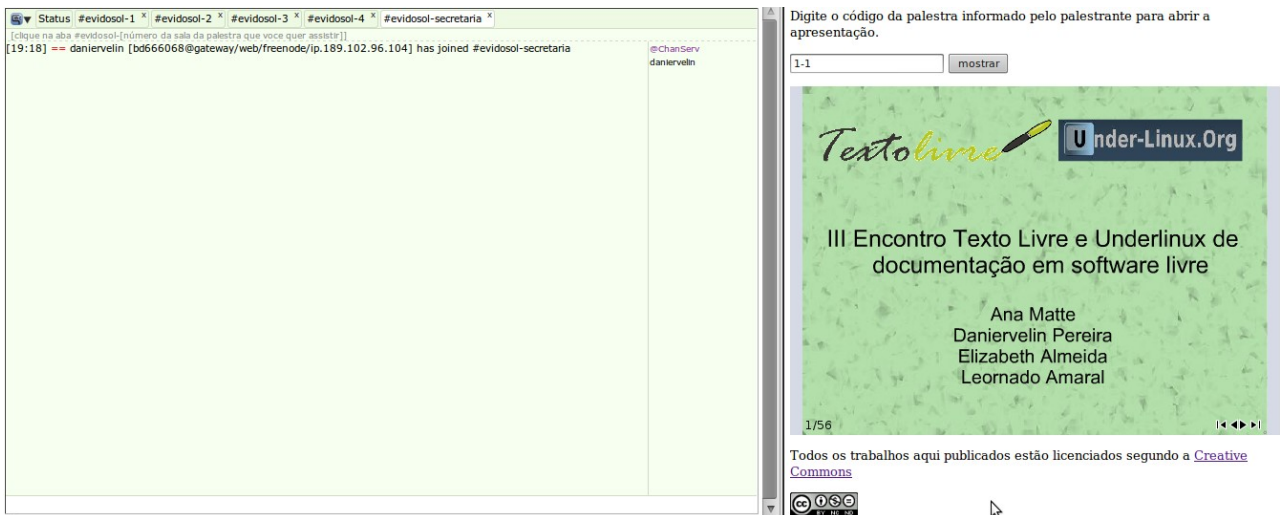 Status #evidosol-1 x #evidosol-2 x #evidosol-3 x #evidosol-4 x #evidosol-secretaria x
[clique na aba #evidosol-[número da sala da palestra que voce quer assistir]]
[19:18] == daniervelin [bd666068@gateway/web/freenode/ip.189.102.96.104] has joined #evidosol-secretaria
@ChanServ
daniervelin
Digite o código da palestra informado pelo palestrante para abrir a
apresentação.
1-1 mostrar
Textolivre Under-Linux.Org
III Encontro Texto Livre e Underlinux de
documentação em software livre
Ana Matte
Daniervelin Pereira
Elizabeth Almeida
Leornado Amaral
1/56
Todos os trabalhos aqui publicados estão licenciados segundo a Creative
Commons
cc
BY NC ND